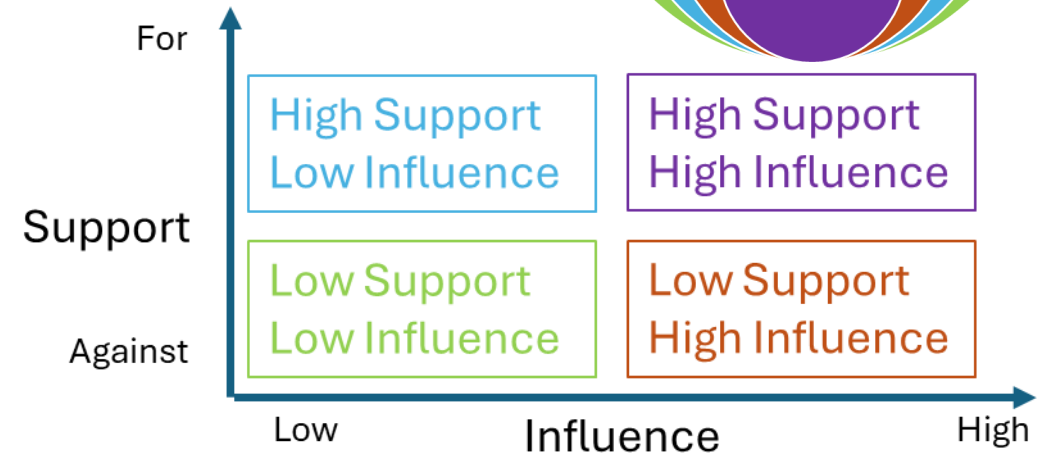 For
High Support
Low Influence
High Support
High Influence
Support
Low Support
Low Influence
Low Support
High Influence
Against
Low
Influence
High